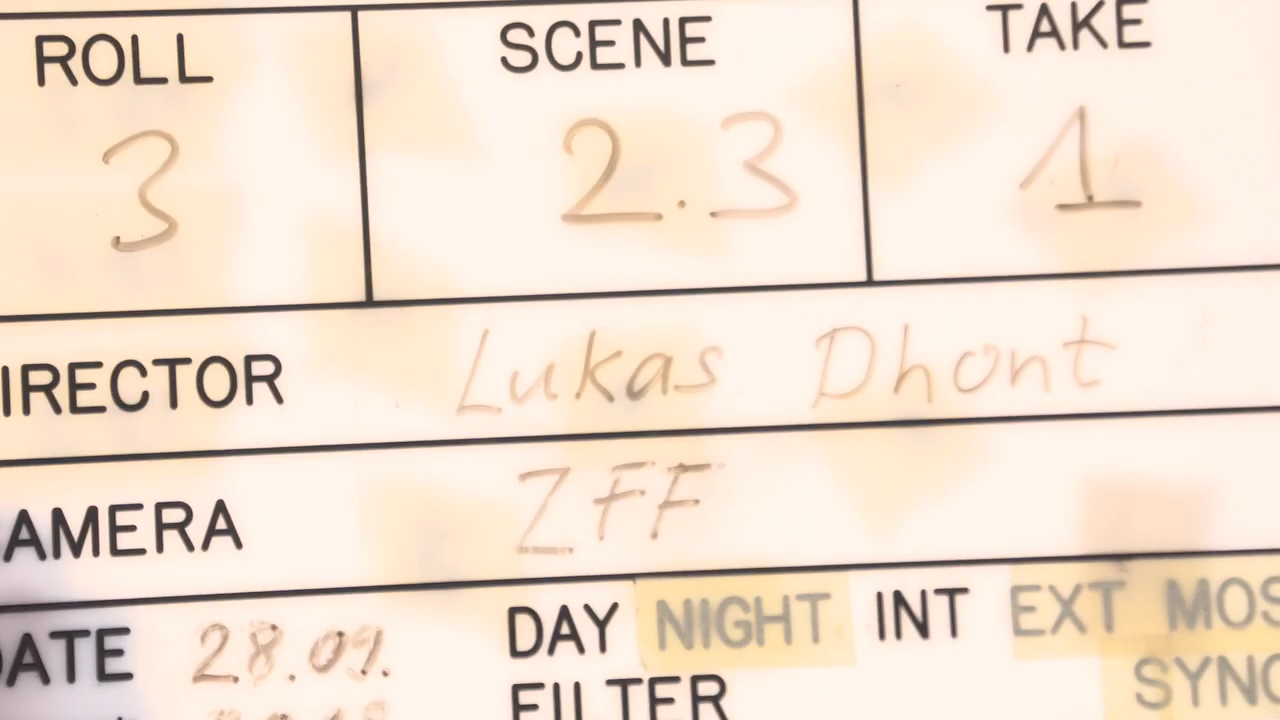 ROLL SCENE TAKE
3 2.3 1
IRECTOR Lukas Dhont
AMERA ZFF
DATE 28.09. DAY NIGHT INT EXT MOS
FILTER SYNC